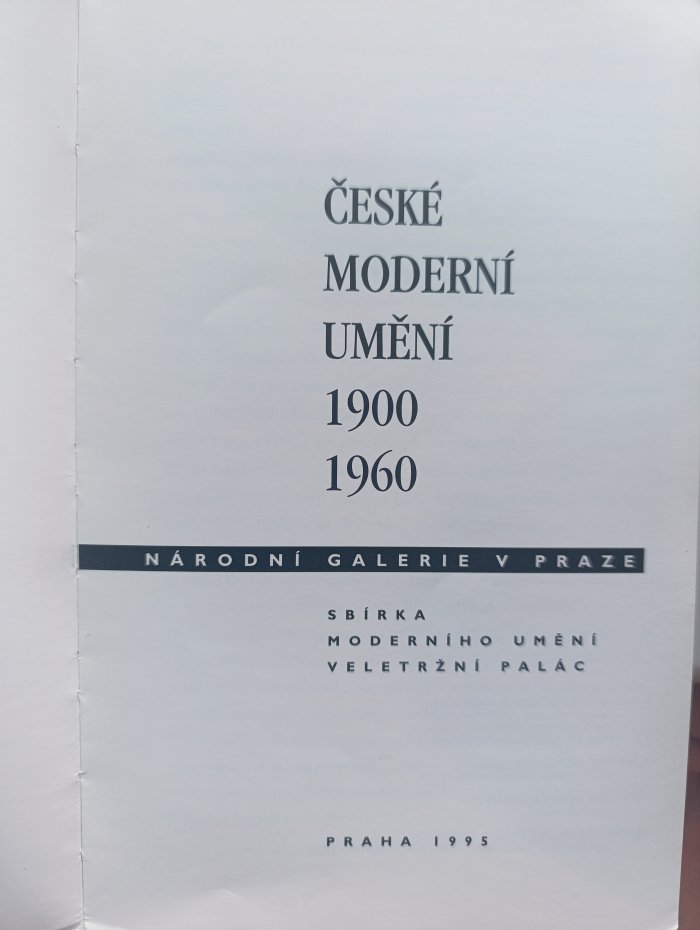 ČESKÉ
MODERNÍ
UMĚNÍ
1900
1960
NÁRODNÍ GALERIE V PRAZE
SBÍRKA
MODERNÍHO UMĚNÍ
VELETRŽNÍ PALÁC
PRAHA 1995